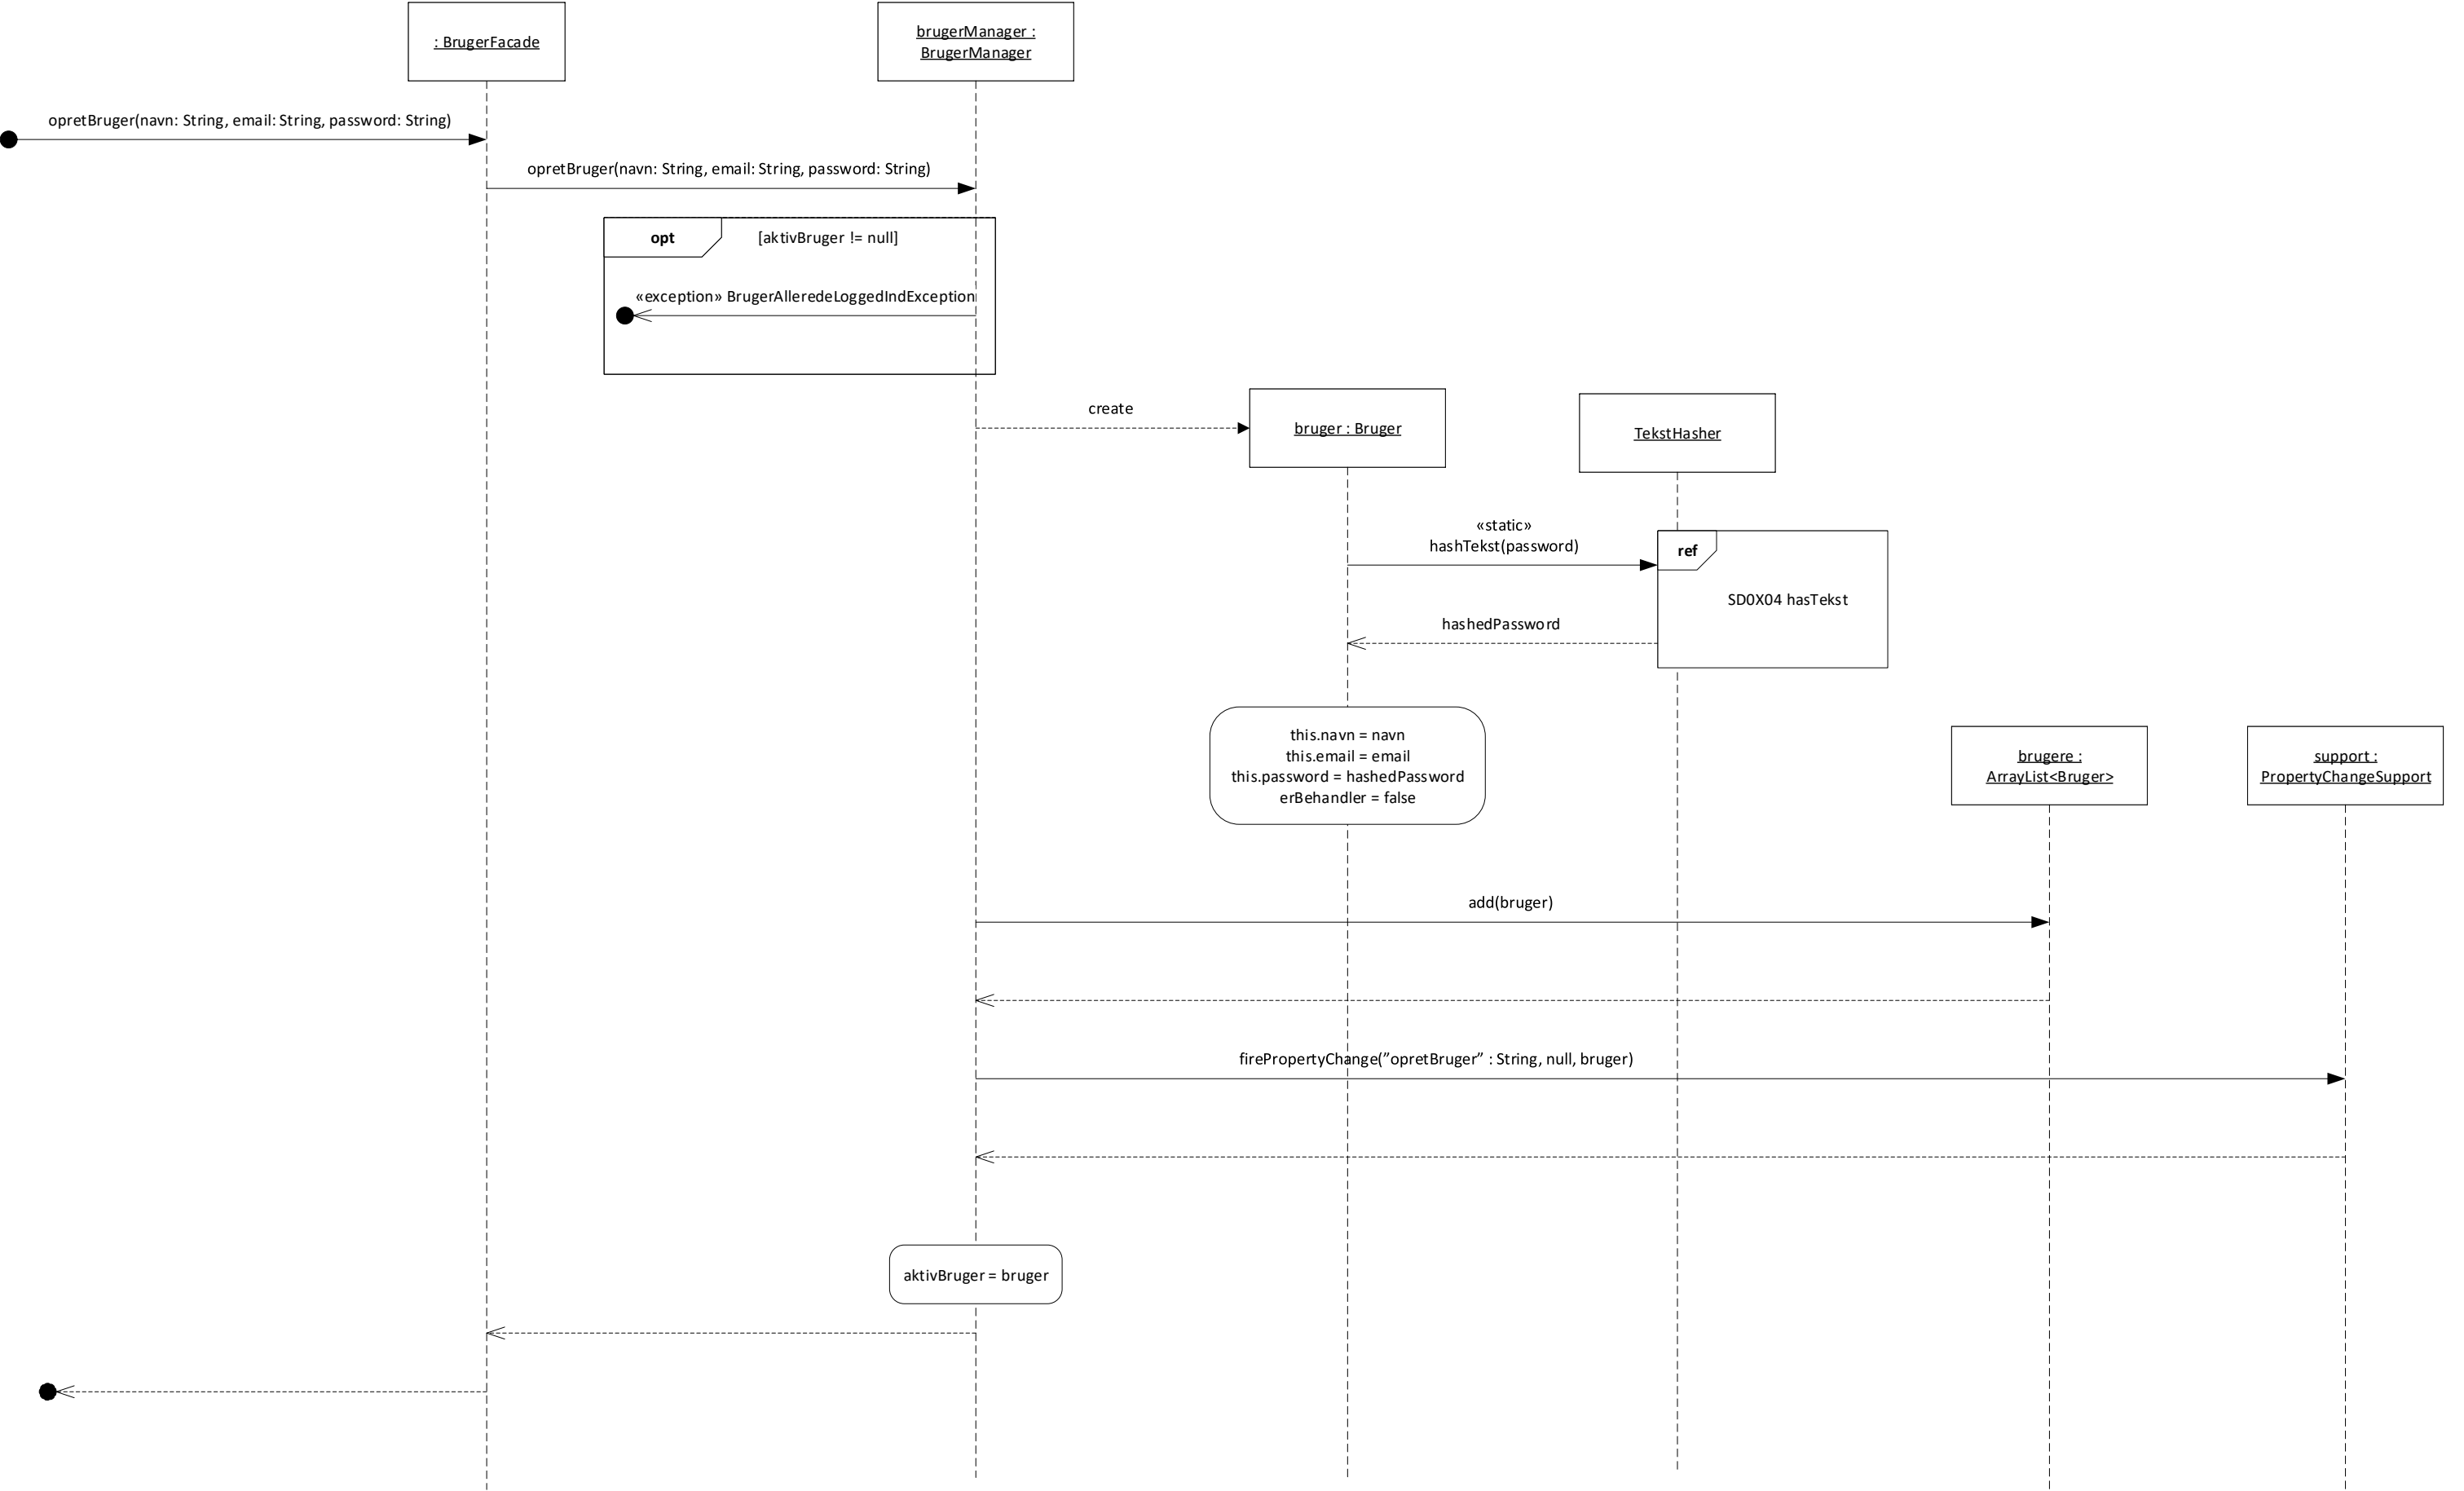 : BrugerFacade
brugerManager :
BrugerManager
opretBruger(navn: String, email: String, password: String)
opretBruger(navn: String, email: String, password: String)
opt
[aktivBruger != null]
«exception» BrugerAlleredeLoggedIndException
create
bruger : Bruger
TekstHasher
«static»
hashTekst(password)
ref
SD0X04 hasTekst
hashedPassword
this.navn = navn
this.email = email
this.password = hashedPassword
erBehandler = false
brugere :
ArrayList<Bruger>
support :
PropertyChangeSupport
add(bruger)
firePropertyChange(”opretBruger” : String, null, bruger)
aktivBruger = bruger